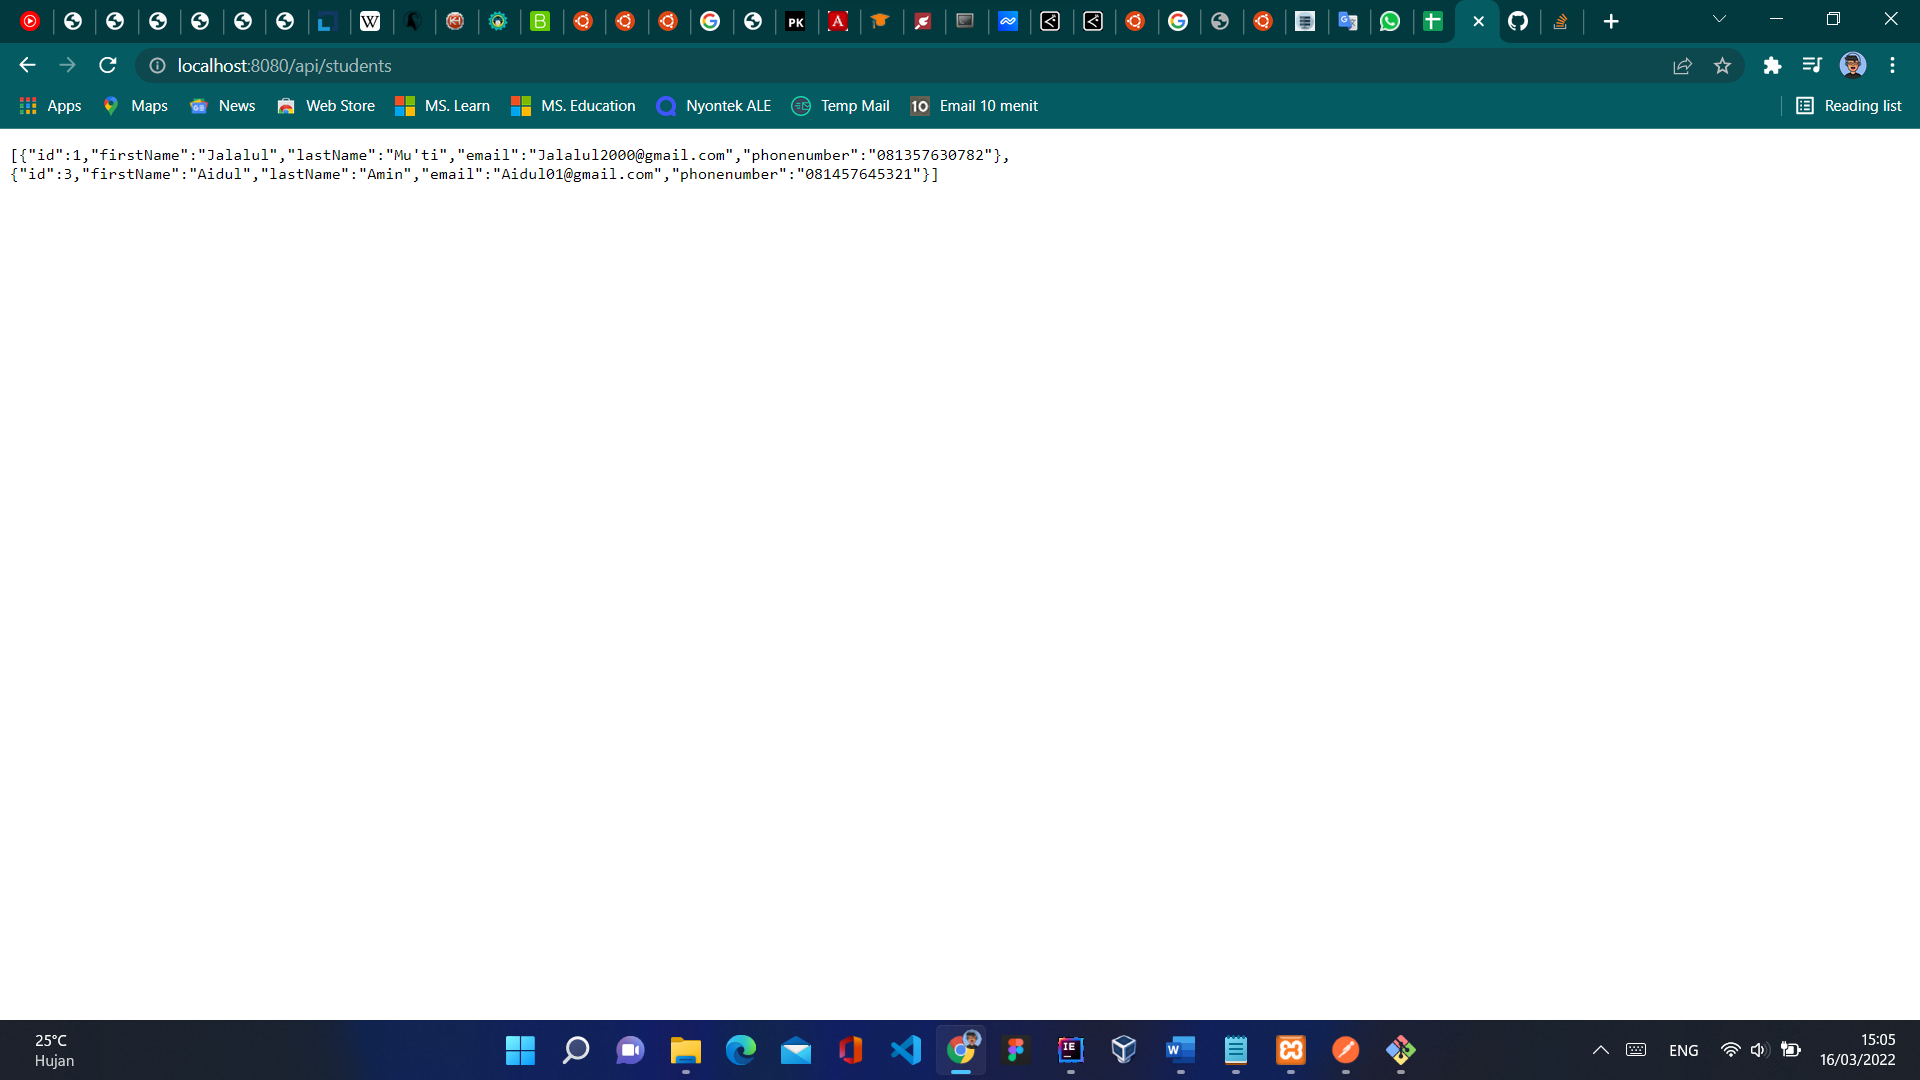 localhost:8080/api/students
Apps Maps News Web Store MS. Learn MS. Education Nyontek ALE Temp Mail 10 Email 10 menit Reading list
[{"id":1,"firstName":"Jalalul","lastName":"Mu'ti","email":"Jalalul2000@gmail.com","phonenumber":"081357630782"},
{"id":3,"firstName":"Aidul","lastName":"Amin","email":"Aidul01@gmail.com","phonenumber":"081457645321"}]
25°C
Hujan
ENG
15:05
16/03/2022